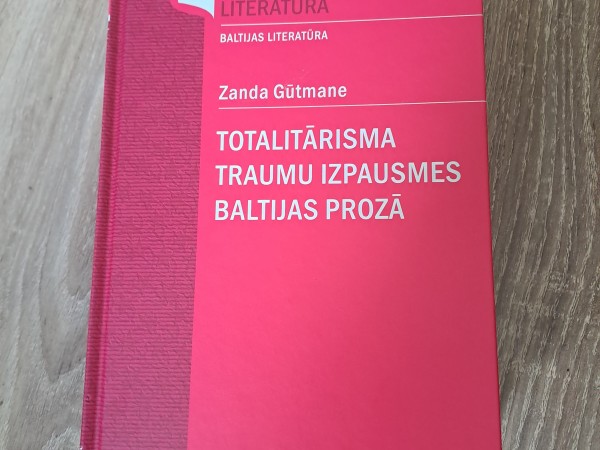 LITERATŪRA
BALTIJAS LITERATŪRA
Zanda Gūtmane
TOTALITĀRISMA
TRAUMU IZPAUSMES
BALTIJAS PROZĀ